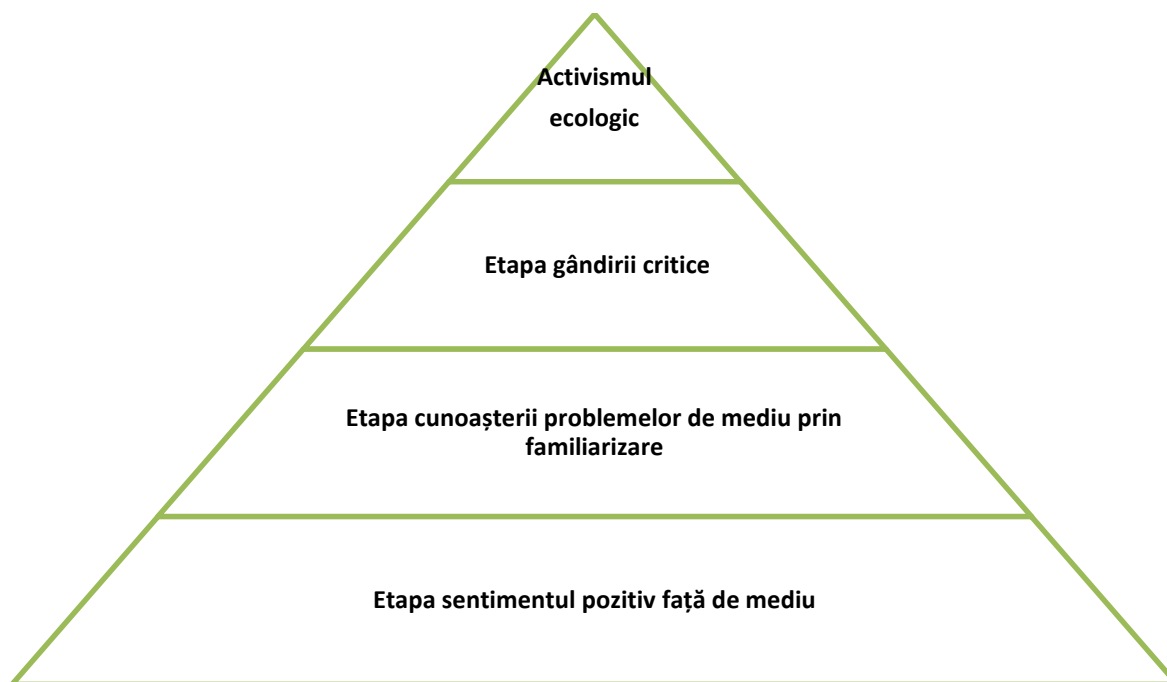 Activismul
ecologic
Etapa gândirii critice
Etapa cunoașterii problemelor de mediu prin
familiarizare
Etapa sentimentul pozitiv față de mediu